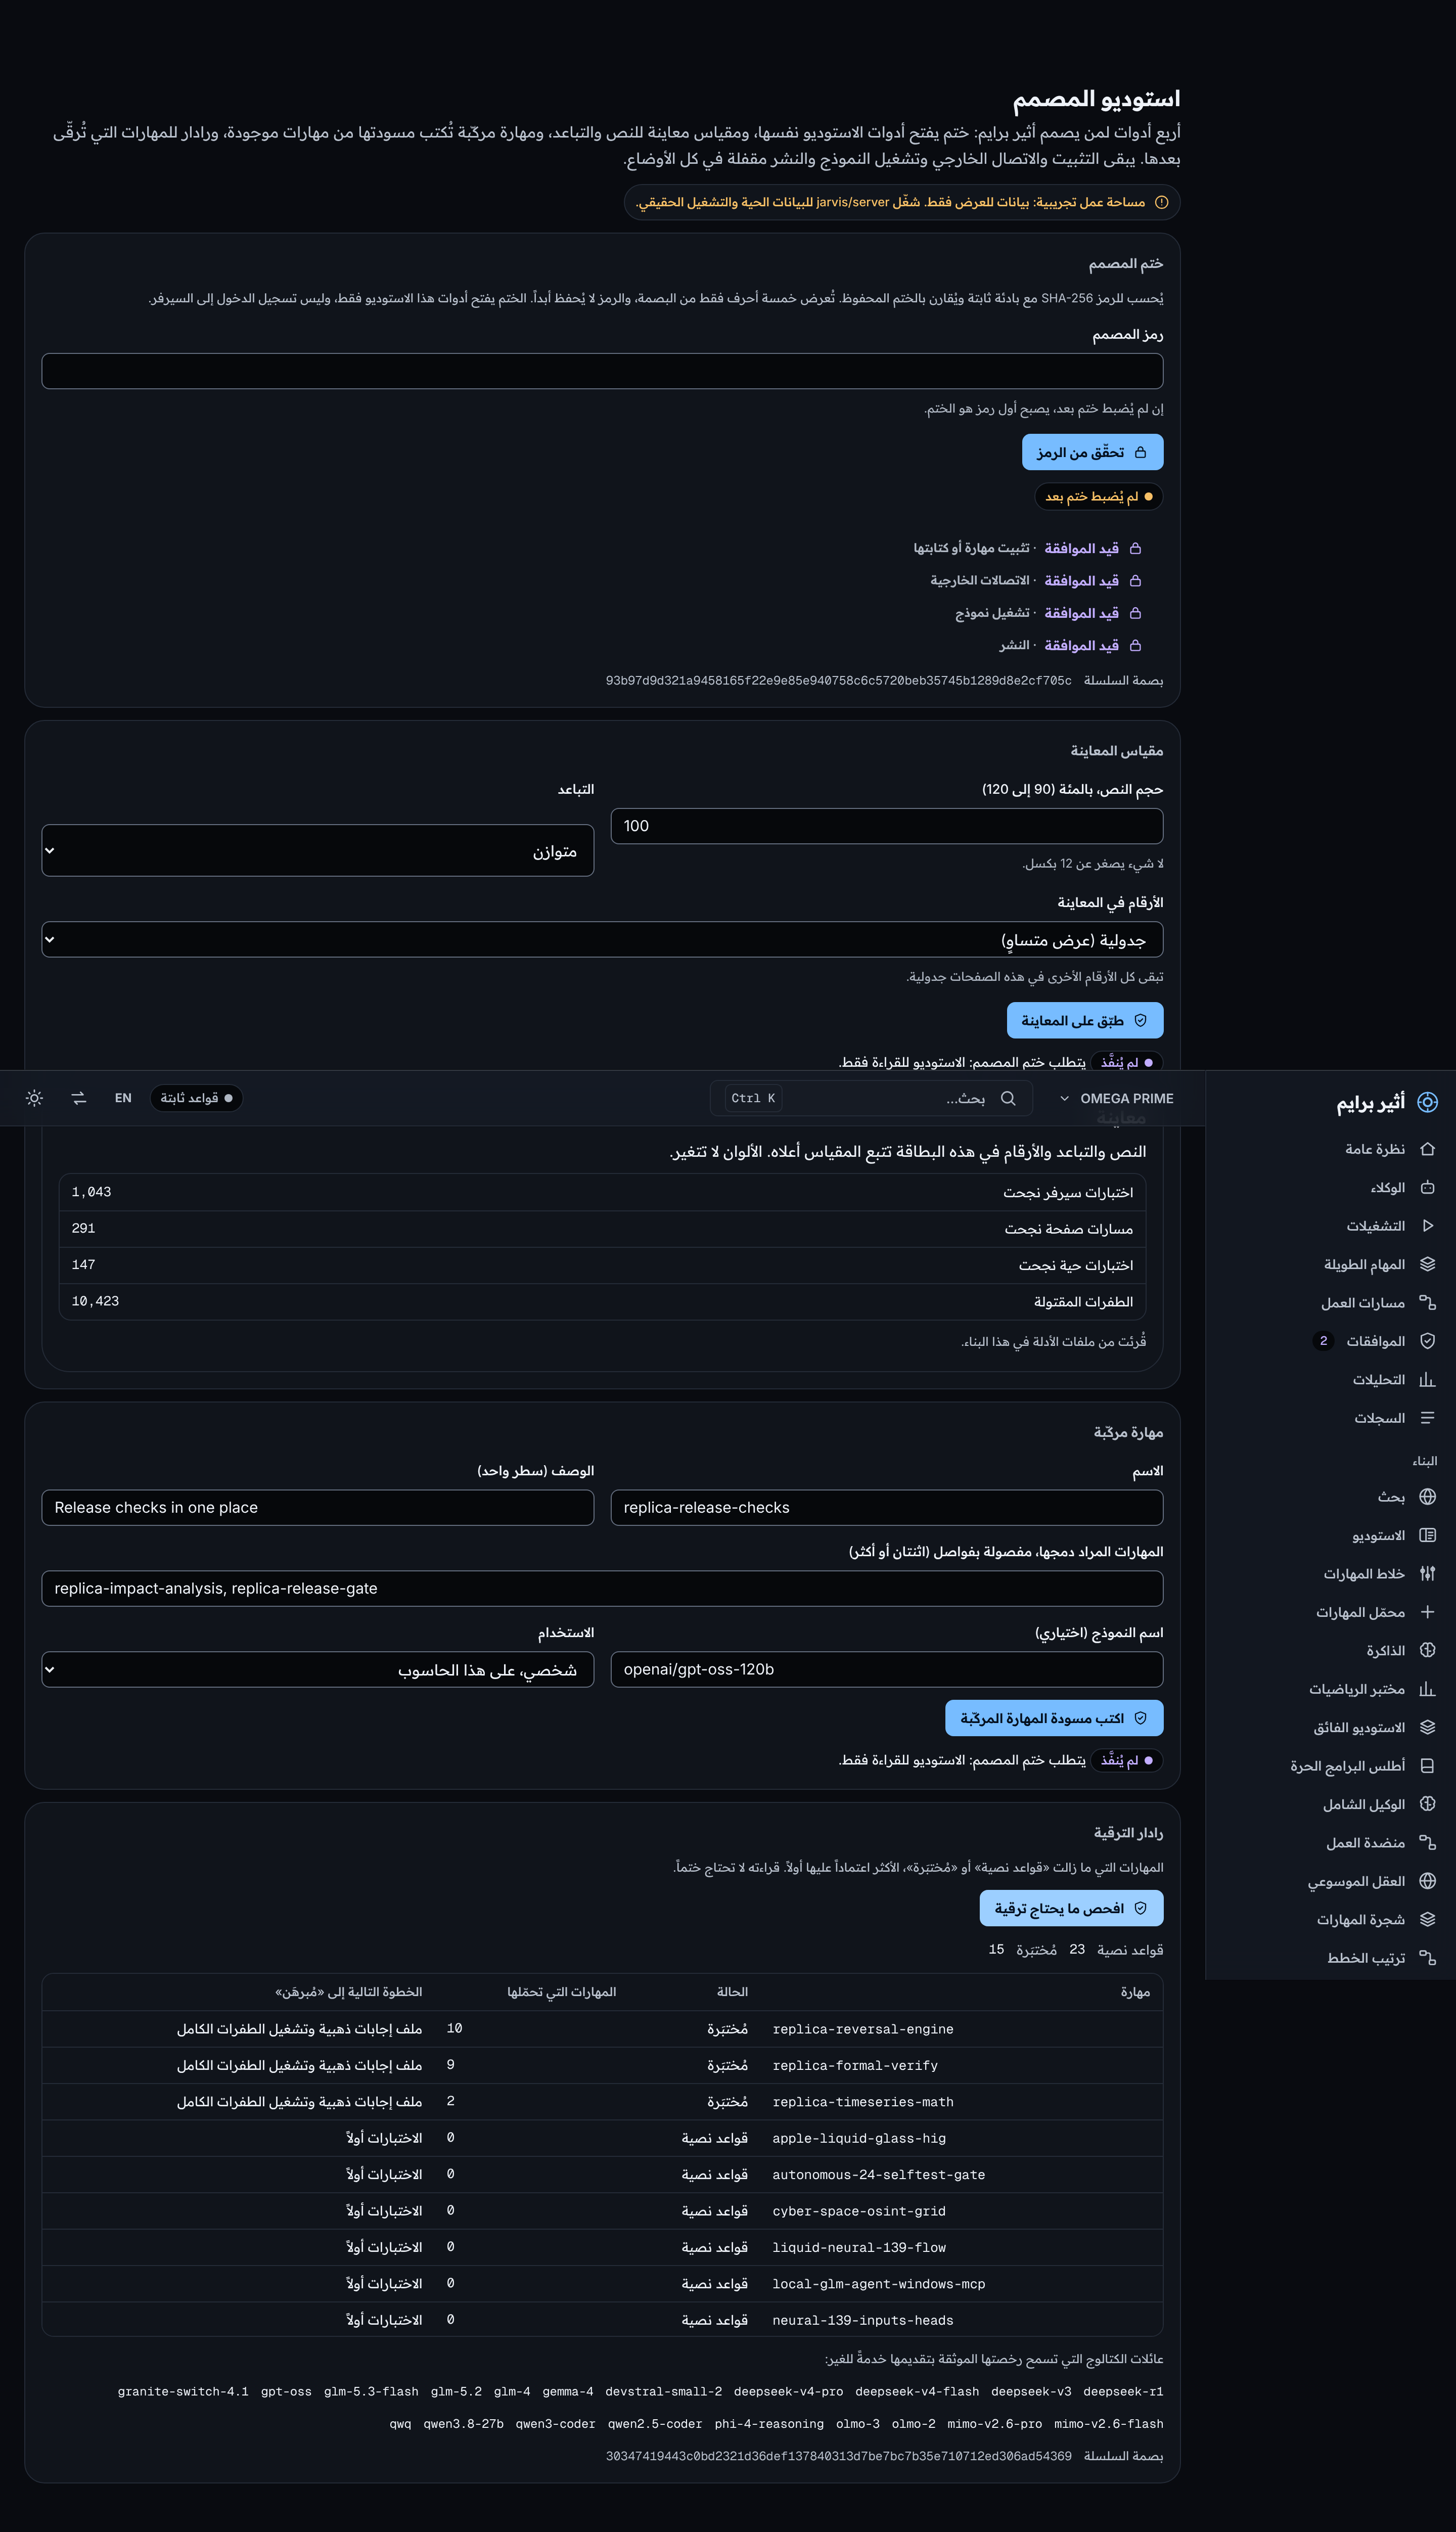 استوديو المصمم
أربع أدوات لمن يصمم أثير برايم: ختم يفتح أدوات الاستوديو نفسها، ومقياس معاينة للنص والتباعد، ومهارة مركّبة تُكتب مسودتها من مهارات موجودة، ورادار للمهارات التي تُرقّى
بعدها. يبقى التثبيت والاتصال الخارجي وتشغيل النموذج والنشر مقفلة في كل الأوضاع.
مساحة عمل تجريبية: بيانات للعرض فقط. شغّل jarvis/server للبيانات الحية والتشغيل الحقيقي.
ختم المصمم
يُحسب للرمز SHA-256 مع بادئة ثابتة ويُقارن بالختم المحفوظ. تُعرض خمسة أحرف فقط من البصمة، والرمز لا يُحفظ أبداً. الختم يفتح أدوات هذا الاستوديو فقط، وليس تسجيل الدخول إلى السيرفر.
رمز المصمم
إن لم يُضبط ختم بعد، يصبح أول رمز هو الختم.
تحقّق من الرمز
لم يُضبط ختم بعد
قيد الموافقة · تثبيت مهارة أو كتابتها
قيد الموافقة · الاتصالات الخارجية
قيد الموافقة · تشغيل نموذج
قيد الموافقة · النشر
بصمة السلسلة 93b97d9d321a9458165f22e9e85e940758c6c5720beb35745b1289d8e2cf705c
مقياس المعاينة
حجم النص، بالمئة (90 إلى 120)
100
لا شيء يصغر عن 12 بكسل.
التباعد
متوازن
الأرقام في المعاينة
جدولية (عرض متساوٍ)
تبقى كل الأرقام الأخرى في هذه الصفحات جدولية.
طبّق على المعاينة
لم يُنفَّذ يتطلب ختم المصمم: الاستوديو للقراءة فقط.
أثير برايم
OMEGA PRIME
بحث...
Ctrl K
قواعد ثابتة
EN
معاينة
النص والتباعد والأرقام في هذه البطاقة تتبع المقياس أعلاه. الألوان لا تتغير.
اختبارات سيرفر نجحت 1,043
مسارات صفحة نجحت 291
اختبارات حية نجحت 147
الطفرات المقتولة 10,423
قُرئت من ملفات الأدلة في هذا البناء.
نظرة عامة
الوكلاء
التشغيلات
المهام الطويلة
مسارات العمل
الموافقات 2
التحليلات
السجلات
البناء
بحث
الاستوديو
خلاط المهارات
محمّل المهارات
الذاكرة
مختبر الرياضيات
الاستوديو الفائق
أطلس البرامج الحرة
الوكيل الشامل
منضدة العمل
العقل الموسوعي
شجرة المهارات
ترتيب الخطط
مهارة مركّبة
الاسم
replica-release-checks
الوصف (سطر واحد)
Release checks in one place
المهارات المراد دمجها، مفصولة بفواصل (اثنتان أو أكثر)
replica-impact-analysis, replica-release-gate
اسم النموذج (اختياري)
openai/gpt-oss-120b
الاستخدام
شخصي، على هذا الحاسوب
اكتب مسودة المهارة المركّبة
لم يُنفَّذ يتطلب ختم المصمم: الاستوديو للقراءة فقط.
رادار الترقية
المهارات التي ما زالت «قواعد نصية» أو «مُختبَرة»، الأكثر اعتماداً عليها أولاً. قراءته لا تحتاج ختماً.
افحص ما يحتاج ترقية
قواعد نصية 23 مُختبَرة 15
مهارة الحالة المهارات التي تحمّلها الخطوة التالية إلى «مُبرهَن»
replica-reversal-engine مُختبَرة 10 ملف إجابات ذهبية وتشغيل الطفرات الكامل
replica-formal-verify مُختبَرة 9 ملف إجابات ذهبية وتشغيل الطفرات الكامل
replica-timeseries-math مُختبَرة 2 ملف إجابات ذهبية وتشغيل الطفرات الكامل
apple-liquid-glass-hig قواعد نصية 0 الاختبارات أولاً
autonomous-24-selftest-gate قواعد نصية 0 الاختبارات أولاً
cyber-space-osint-grid قواعد نصية 0 الاختبارات أولاً
liquid-neural-139-flow قواعد نصية 0 الاختبارات أولاً
local-glm-agent-windows-mcp قواعد نصية 0 الاختبارات أولاً
neural-139-inputs-heads قواعد نصية 0 الاختبارات أولاً
عائلات الكتالوج التي تسمح رخصتها الموثقة بتقديمها خدمةً للغير:
deepseek-r1 deepseek-v3 deepseek-v4-flash deepseek-v4-pro devstral-small-2 gemma-4 glm-4 glm-5.2 glm-5.3-flash gpt-oss granite-switch-4.1
mimo-v2.6-flash mimo-v2.6-pro olmo-2 olmo-3 phi-4-reasoning qwen2.5-coder qwen3-coder qwen3.8-27b qwq
بصمة السلسلة 30347419443c0bd2321d36def137840313d7be7bc7b35e710712ed306ad54369